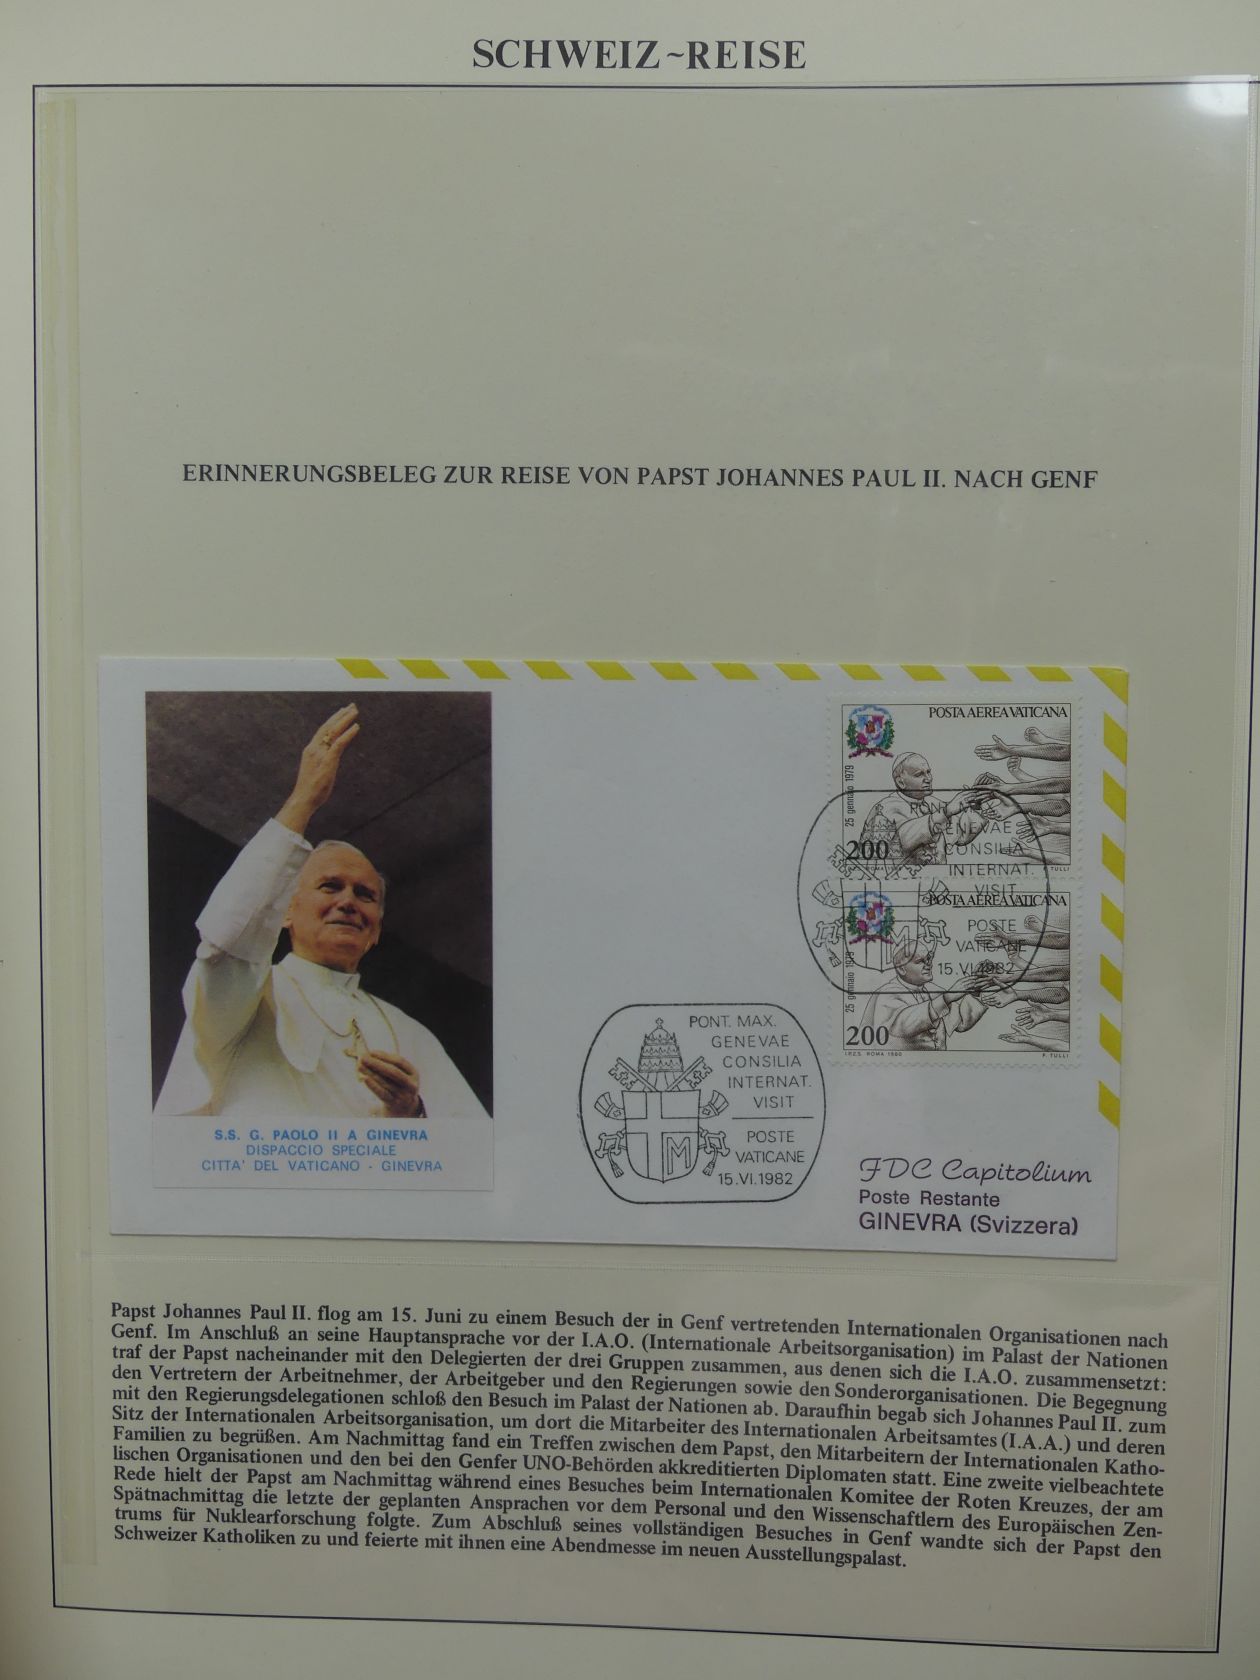 SCHWEIZ~REISE
ERINNERUNGSBELEG ZUR REISE VON PAPST JOHANNES PAUL II. NACH GENF
POSTA AEREA VATICANA
25 gennaio 1979
200
F. TULLI
POSTA AEREA VATICANA
25 gennaio 1979
200
I.P.Z.S. ROMA 1980
F. TULLI
PONT. MAX.
GENEVAE
CONSILIA
INTERNAT.
VISIT
POSTE
VATICANE
15.VI.1982
PONT. MAX.
GENEVAE
CONSILIA
INTERNAT.
VISIT
POSTE
VATICANE
15.VI.1982
M
S.S. G. PAOLO II A GINEVRA
DISPACCIO SPECIALE
CITTA' DEL VATICANO - GINEVRA
FDC Capitolium
Poste Restante
GINEVRA (Svizzera)
Papst Johannes Paul II. flog am 15. Juni zu einem Besuch der in Genf vertretenden Internationalen Organisationen nach
Genf. Im Anschluß an seine Hauptansprache vor der I.A.O. (Internationale Arbeitsorganisation) im Palast der Nationen
traf der Papst nacheinander mit den Delegierten der drei Gruppen zusammen, aus denen sich die I.A.O. zusammensetzt:
den Vertretern der Arbeitnehmer, der Arbeitgeber und den Regierungen sowie den Sonderorganisationen. Die Begegnung
mit den Regierungsdelegationen schloß den Besuch im Palast der Nationen ab. Daraufhin begab sich Johannes Paul II. zum
Sitz der Internationalen Arbeitsorganisation, um dort die Mitarbeiter des Internationalen Arbeitsamtes (I.A.A.) und deren
Familien zu begrüßen. Am Nachmittag fand ein Treffen zwischen dem Papst, den Mitarbeitern der Internationalen Katho-
lischen Organisationen und den bei den Genfer UNO-Behörden akkreditierten Diplomaten statt. Eine zweite vielbeachtete
Rede hielt der Papst am Nachmittag während eines Besuches beim Internationalen Komitee der Roten Kreuzes, der am
Spätnachmittag die letzte der geplanten Ansprachen vor dem Personal und den Wissenschaftlern des Europäischen Zen-
trums für Nuklearforschung folgte. Zum Abschluß seines vollständigen Besuches in Genf wandte sich der Papst den
Schweizer Katholiken zu und feierte mit ihnen eine Abendmesse im neuen Ausstellungspalast.